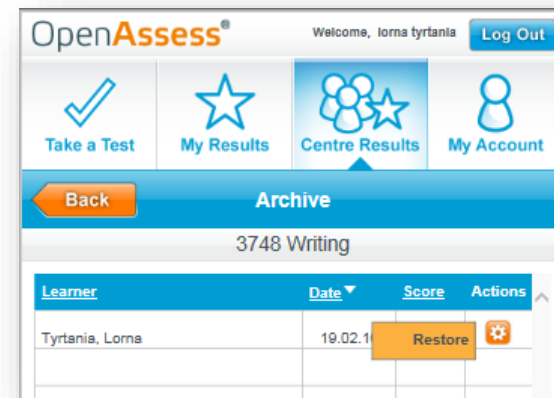 OpenAssess®
Welcome, lorna tyrtania
Log Out
Take a Test
My Results
Centre Results
My Account
Back
Archive
3748 Writing
Learner Date Score Actions
Tyrtania, Lorna 19.02.1 Restore